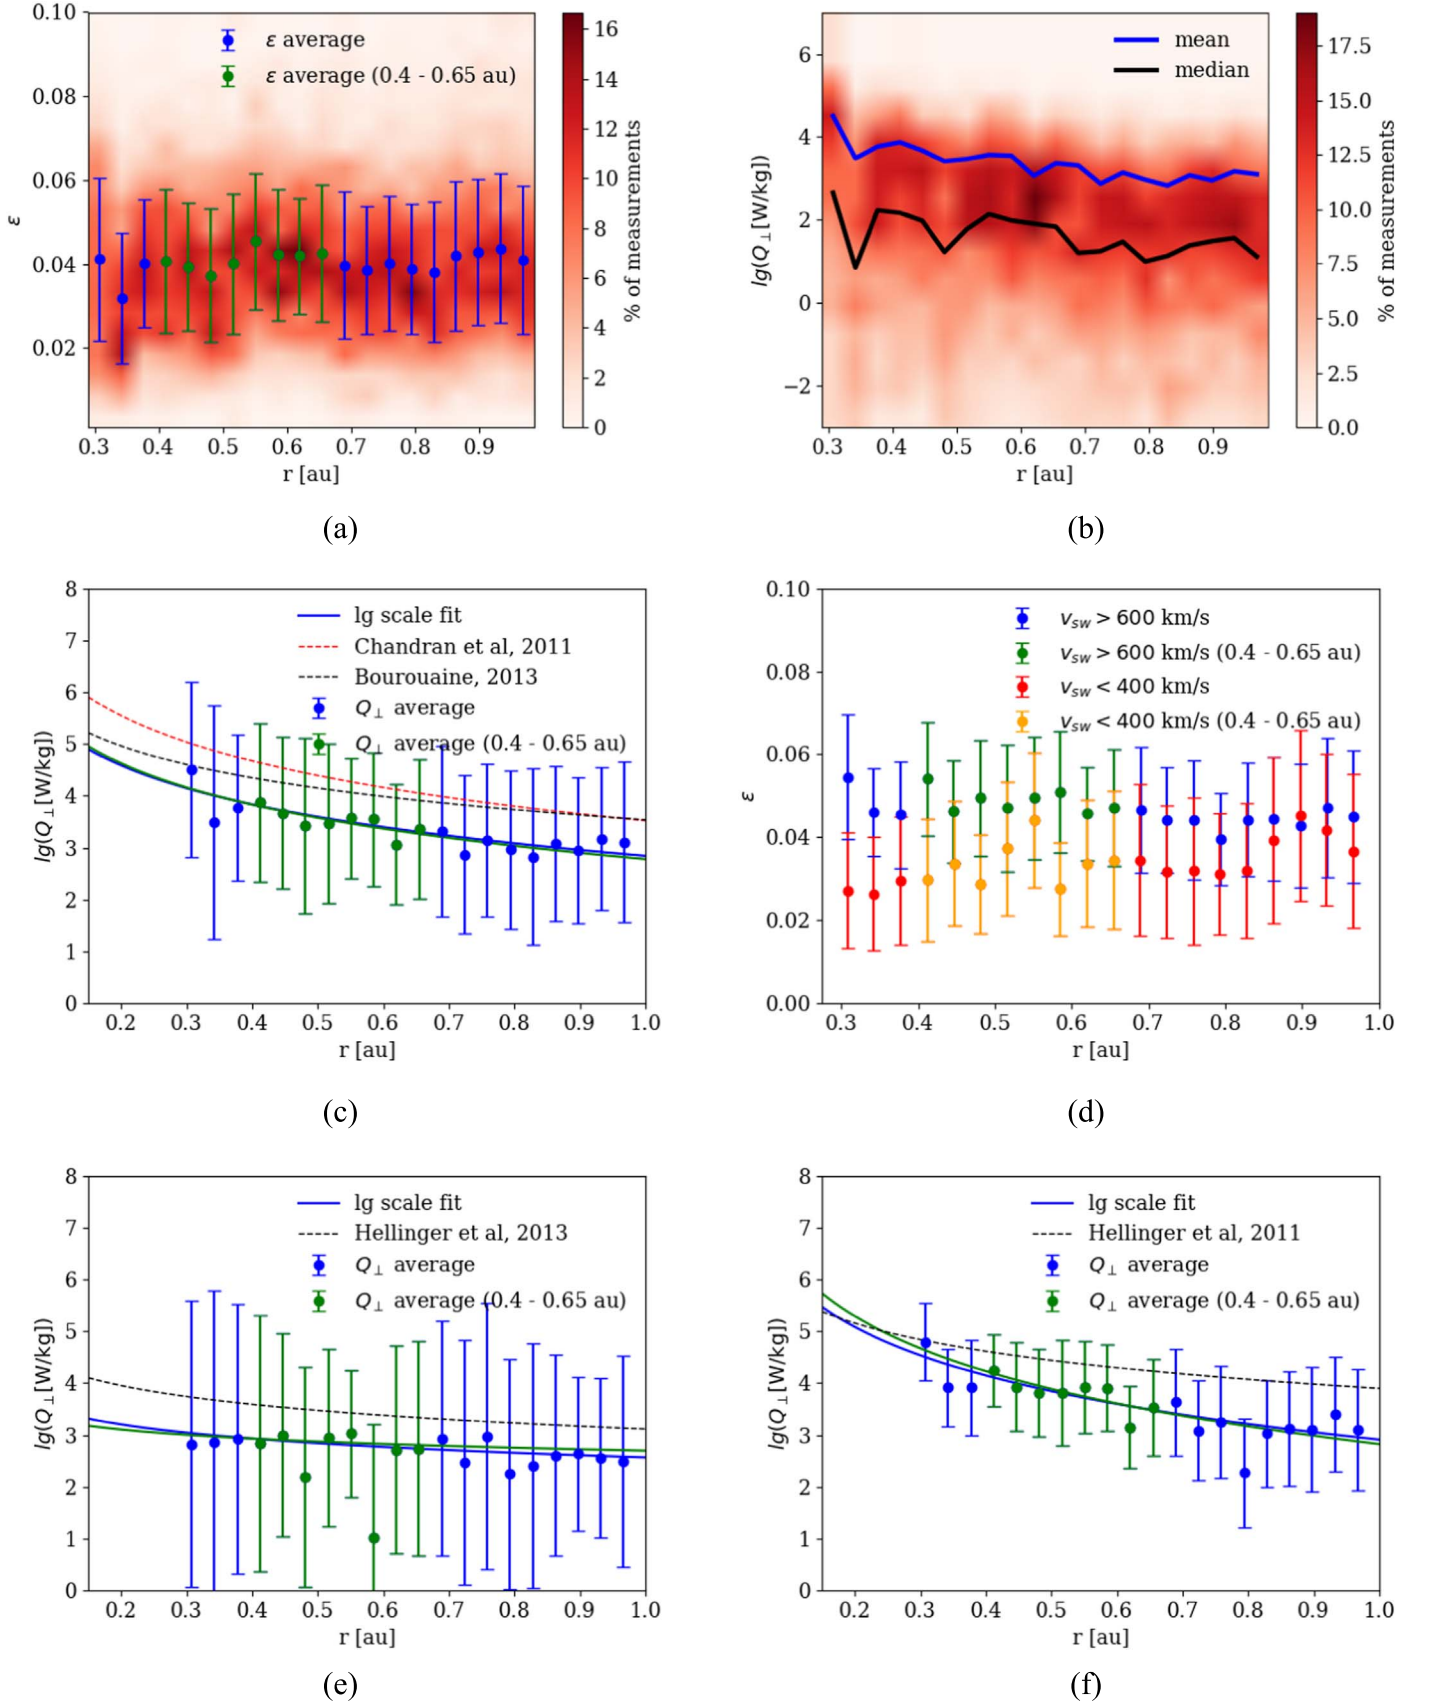 0.10
0.08
0.06
0.04
0.02
ε
ε average
ε average (0.4 - 0.65 au)
0.3 0.4 0.5 0.6 0.7 0.8 0.9
r [au]
16
14
12
10
8
6
4
2
0
% of measurements
(a)
6
4
2
0
−2
lg(Q⊥[W/kg])
mean
median
0.3 0.4 0.5 0.6 0.7 0.8 0.9
r [au]
17.5
15.0
12.5
10.0
7.5
5.0
2.5
0.0
% of measurements
(b)
8
7
6
5
4
3
2
1
0
lg(Q⊥[W/kg])
lg scale fit
Chandran et al, 2011
Bourouaine, 2013
Q⊥ average
Q⊥ average (0.4 - 0.65 au)
0.2 0.3 0.4 0.5 0.6 0.7 0.8 0.9 1.0
r [au]
(c)
0.10
0.08
0.06
0.04
0.02
0.00
ε
vsw > 600 km/s
vsw > 600 km/s (0.4 - 0.65 au)
vsw < 400 km/s
vsw < 400 km/s (0.4 - 0.65 au)
0.3 0.4 0.5 0.6 0.7 0.8 0.9 1.0
r [au]
(d)
8
7
6
5
4
3
2
1
0
lg(Q⊥[W/kg])
lg scale fit
Hellinger et al, 2013
Q⊥ average
Q⊥ average (0.4 - 0.65 au)
0.2 0.3 0.4 0.5 0.6 0.7 0.8 0.9 1.0
r [au]
(e)
8
7
6
5
4
3
2
1
0
lg(Q⊥[W/kg])
lg scale fit
Hellinger et al, 2011
Q⊥ average
Q⊥ average (0.4 - 0.65 au)
0.2 0.3 0.4 0.5 0.6 0.7 0.8 0.9 1.0
r [au]
(f)